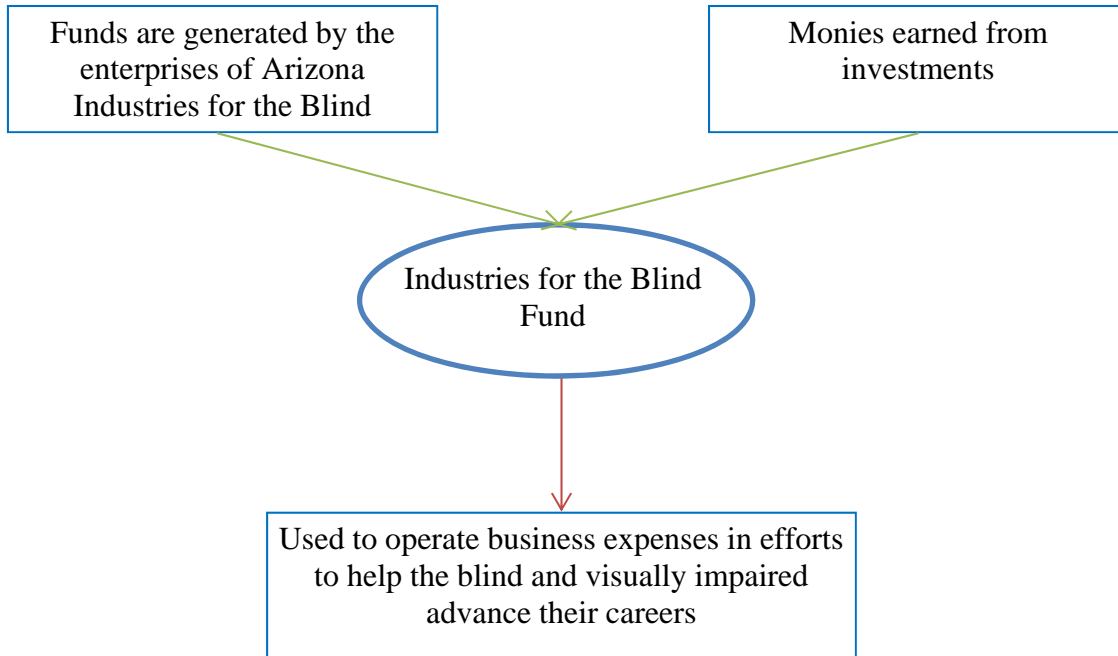 Funds are generated by the
enterprises of Arizona
Industries for the Blind
Monies earned from
investments
Industries for the Blind
Fund
Used to operate business expenses in efforts
to help the blind and visually impaired
advance their careers